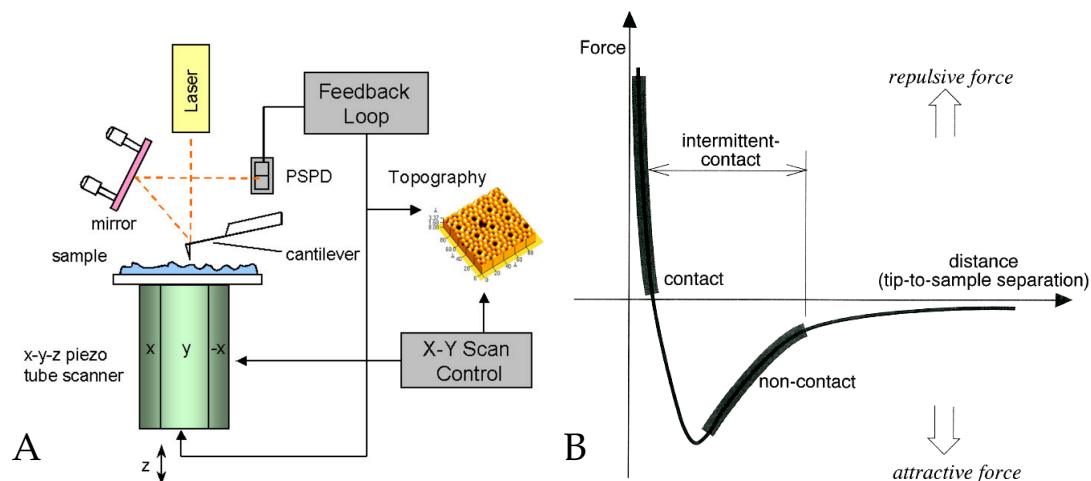 Laser
Feedback
Loop
PSPD
mirror
Topography
cantilever
sample
x-y-z piezo
tube scanner
x
y
-x
X-Y Scan
Control
z
A
Force
repulsive force
intermittent-
contact
contact
distance
(tip-to-sample separation)
non-contact
attractive force
B